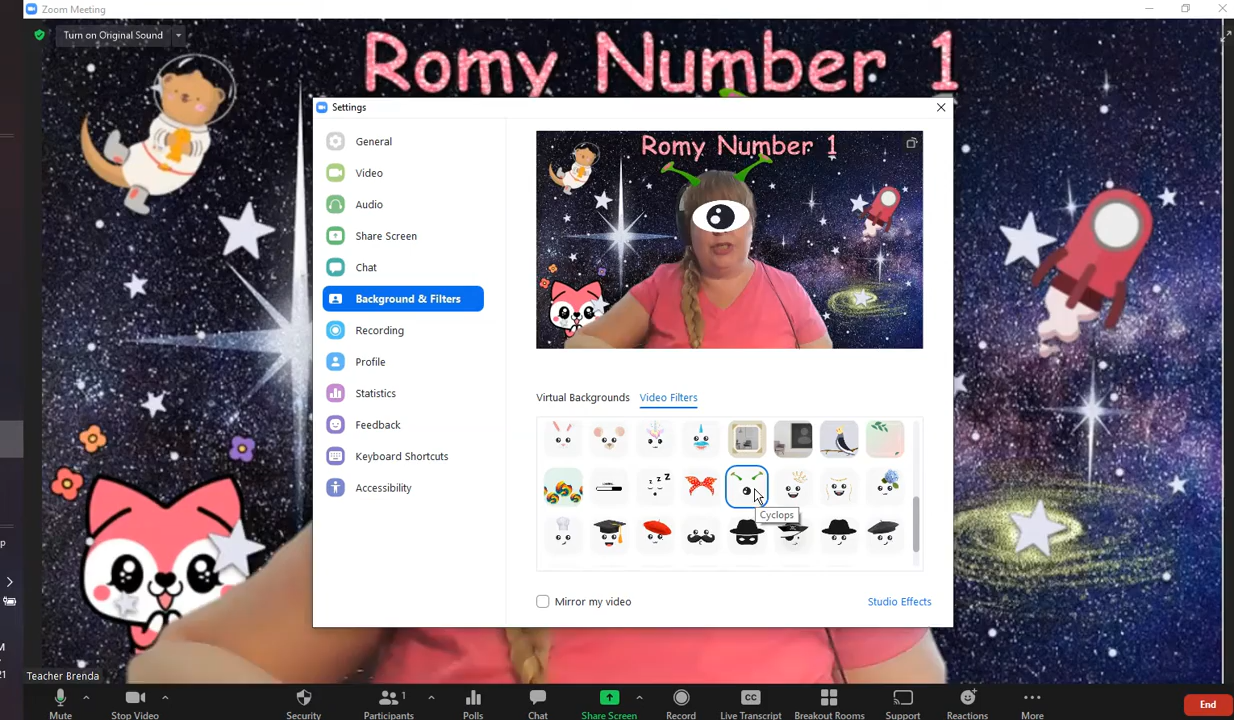 Zoom Meeting
Turn on Original Sound
Romy Number 1
Settings
General
Video
Audio
Share Screen
Chat
Background & Filters
Recording
Profile
Statistics
Feedback
Keyboard Shortcuts
Accessibility
Romy Number 1
Virtual Backgrounds Video Filters
z z z
Cyclops
Mirror my video
Studio Effects
Teacher Brenda
1
CC
Mute Stop Video Security Participants Polls Chat Share Screen Record Live Transcript Breakout Rooms Support Reactions More
End